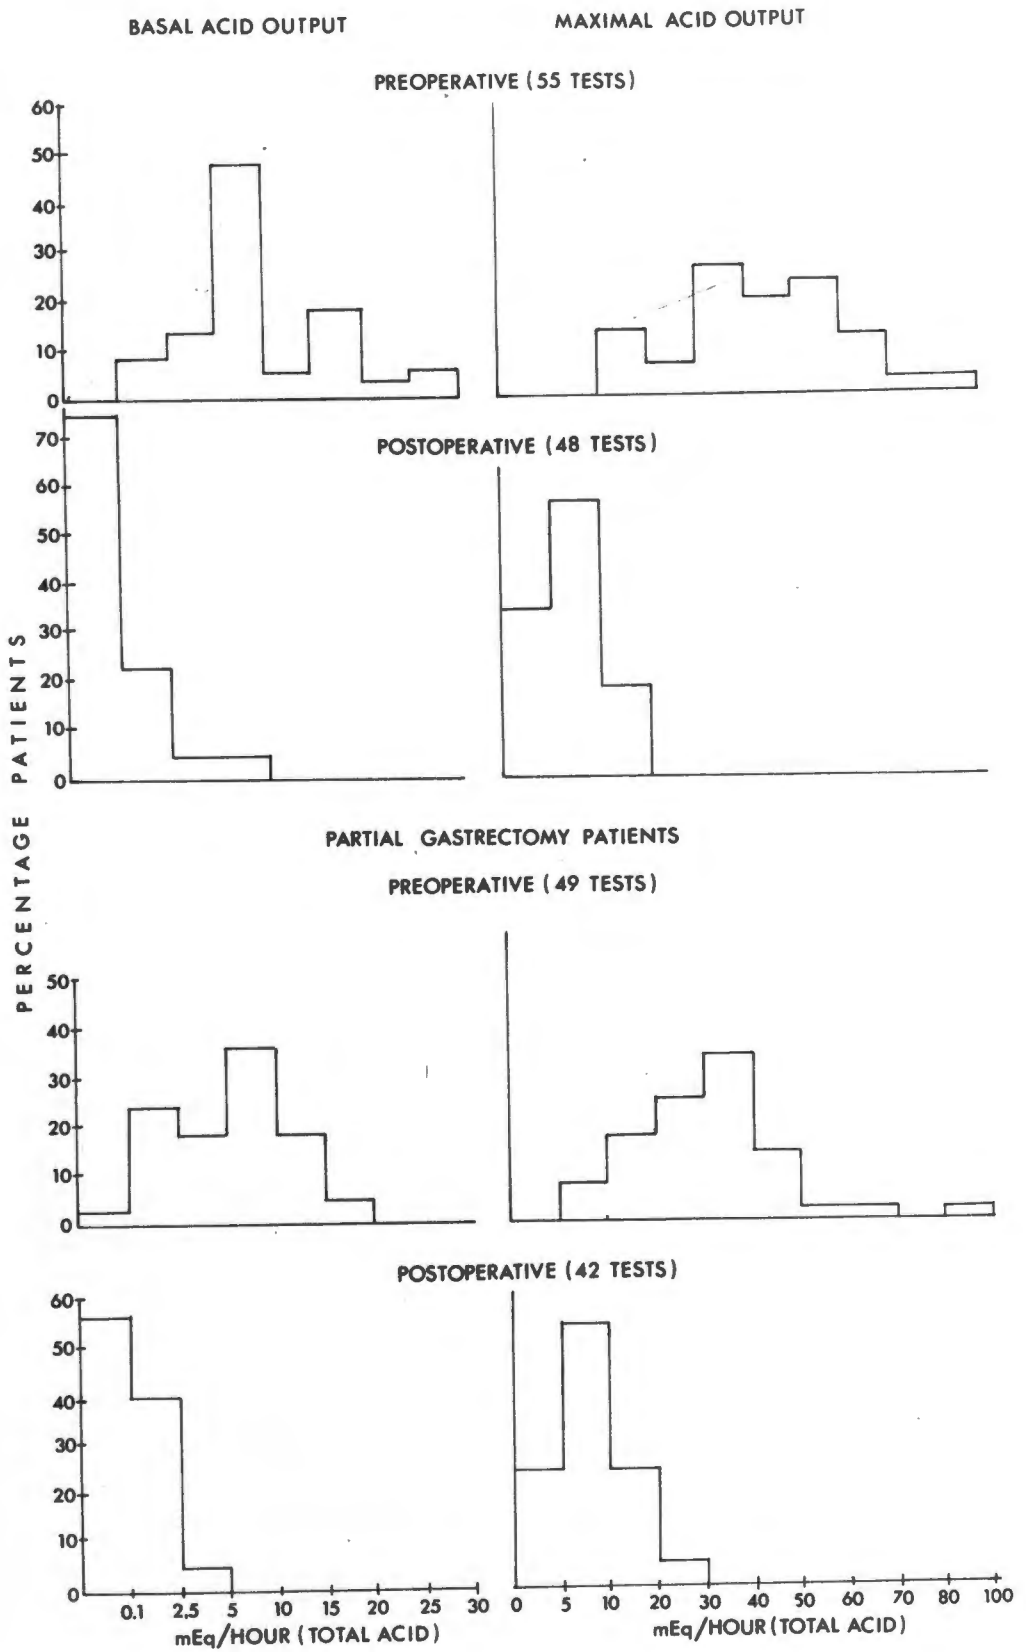 BASAL ACID OUTPUT
MAXIMAL ACID OUTPUT
PREOPERATIVE (55 TESTS)
60
50
40
30
20
10
0
POSTOPERATIVE (48 TESTS)
70
60
50
40
30
20
10
0
PERCENTAGE PATIENTS
PARTIAL GASTRECTOMY PATIENTS
PREOPERATIVE (49 TESTS)
50
40
30
20
10
0
POSTOPERATIVE (42 TESTS)
60
50
40
30
20
10
0
0.1 2.5 5 10 15 20 25 30
mEq/HOUR (TOTAL ACID)
0 5 10 20 30 40 50 60 70 80 100
mEq/HOUR (TOTAL ACID)